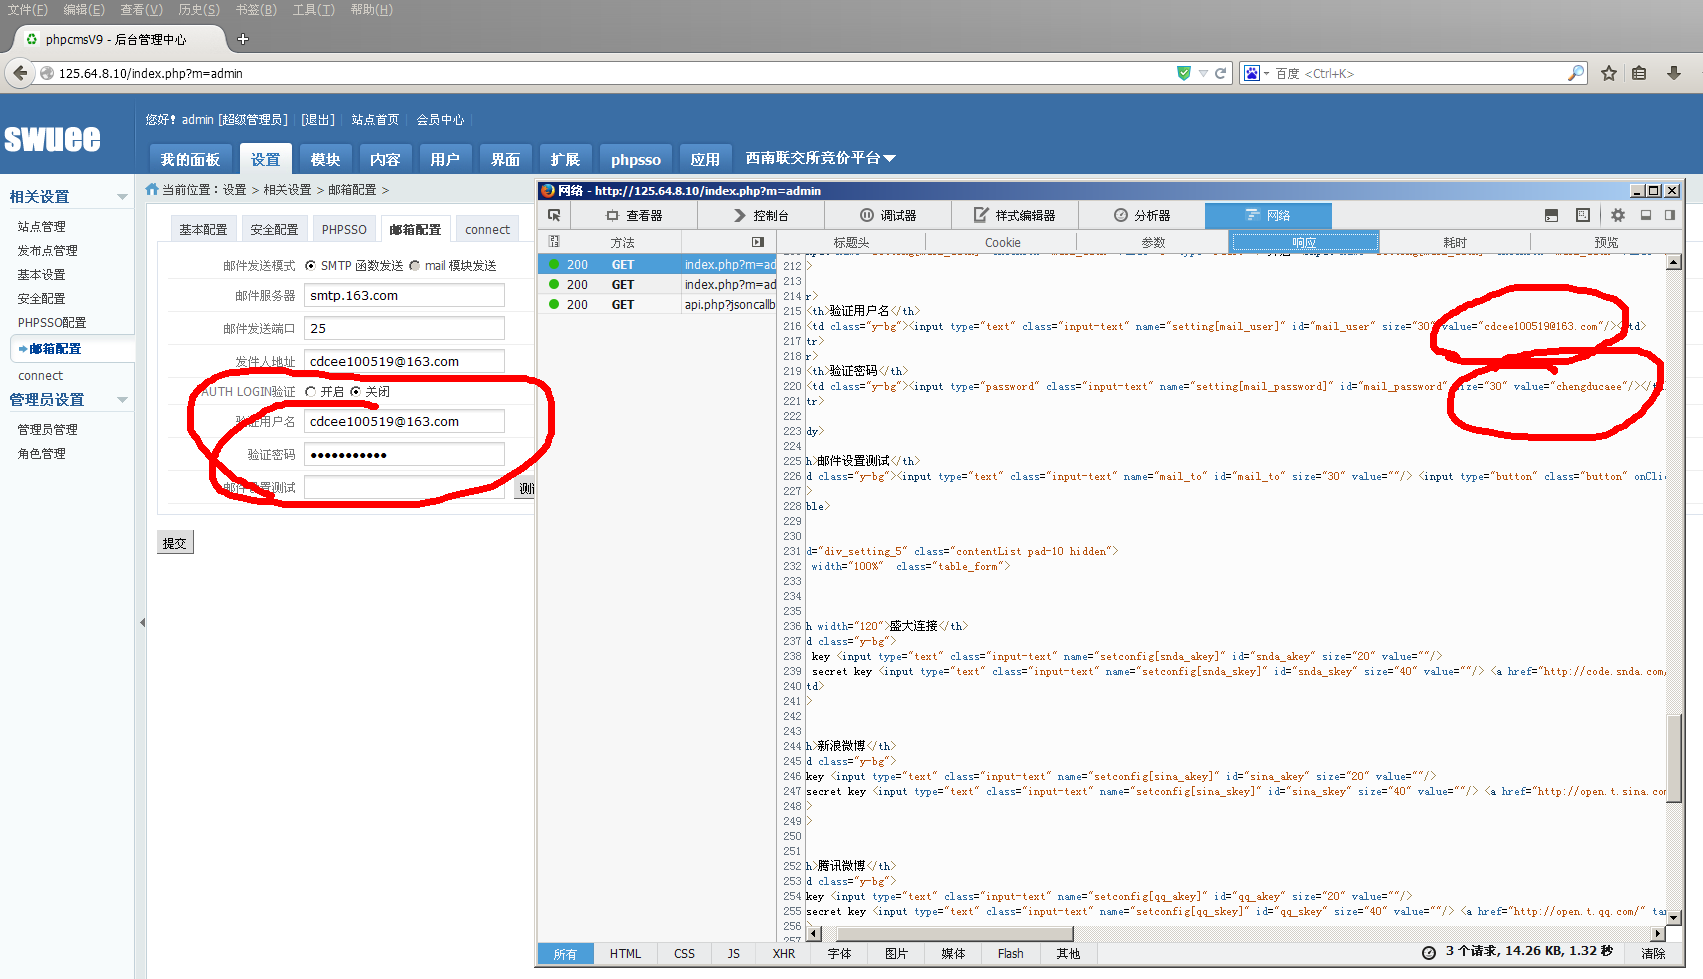 文件(F) 编辑(E) 查看(V) 历史(S) 书签(B) 工具(T) 帮助(H)
phpcmsV9 - 后台管理中心
125.64.8.10/index.php?m=admin
百度 <Ctrl+K>
swuee
您好! admin [超级管理员] [退出] 站点首页 会员中心
我的面板 设置 模块 内容 用户 界面 扩展 phpsso 应用 西南联交所竞价平台
相关设置
站点管理
发布点管理
基本设置
安全配置
PHPSSO配置
邮箱配置
connect
管理员设置
管理员管理
角色管理
当前位置：设置 > 相关设置 > 邮箱配置 >
基本配置 安全配置 PHPSSO 邮箱配置 connect
邮件发送模式 SMTP 函数发送 mail 模块发送
邮件服务器 smtp.163.com
邮件发送端口 25
发件人地址 cdcee100519@163.com
AUTH LOGIN验证 开启 关闭
验证用户名 cdcee100519@163.com
验证密码 ●●●●●●●●●●●
邮件设置测试
提交
网络 - http://125.64.8.10/index.php?m=admin
查看器 控制台 调试器 样式编辑器 分析器 网络
方法 标题头 Cookie 参数 响应 耗时 预览
200 GET index.php?m=ad
200 GET index.php?m=ad
200 GET api.php?jsoncallb
212 >
213
214 r>
215 <th>验证用户名</th>
216 <td class="y-bg"><input type="text" class="input-text" name="setting[mail_user]" id="mail_user" size="30" value="cdcee100519@163.com"/></td>
217 tr>
218 r>
219 <th>验证密码</th>
220 <td class="y-bg"><input type="password" class="input-text" name="setting[mail_password]" id="mail_password" size="30" value="chengducaee"/></t
221 tr>
222
223 dy>
224
225 h>邮件设置测试</th>
226 d class="y-bg"><input type="text" class="input-text" name="mail_to" id="mail_to" size="30" value=""/> <input type="button" class="button" onCli
227 >
228 ble>
229
230
231 d="div_setting_5" class="contentList pad-10 hidden">
232 width="100%" class="table_form">
233
234
235
236 h width="120">盛大连接</th>
237 d class="y-bg">
238 key <input type="text" class="input-text" name="setconfig[snda_akey]" id="snda_akey" size="20" value=""/>
239 secret key <input type="text" class="input-text" name="setconfig[snda_skey]" id="snda_skey" size="40" value=""/> <a href="http://code.snda.com/
240 td>
241 >
242
243
244 h>新浪微博</th>
245 d class="y-bg">
246 key <input type="text" class="input-text" name="setconfig[sina_akey]" id="sina_akey" size="20" value=""/>
247 secret key <input type="text" class="input-text" name="setconfig[sina_skey]" id="sina_skey" size="40" value=""/> <a href="http://open.t.sina.co
248 >
249 >
250
251
252 h>腾讯微博</th>
253 d class="y-bg">
254 key <input type="text" class="input-text" name="setconfig[qq_akey]" id="qq_akey" size="20" value=""/>
255 secret key <input type="text" class="input-text" name="setconfig[qq_skey]" id="qq_skey" size="40" value=""/> <a href="http://open.t.qq.com/" tar
256 >
257
所有 HTML CSS JS XHR 字体 图片 媒体 Flash 其他 3 个请求, 14.26 KB, 1.32 秒 清除